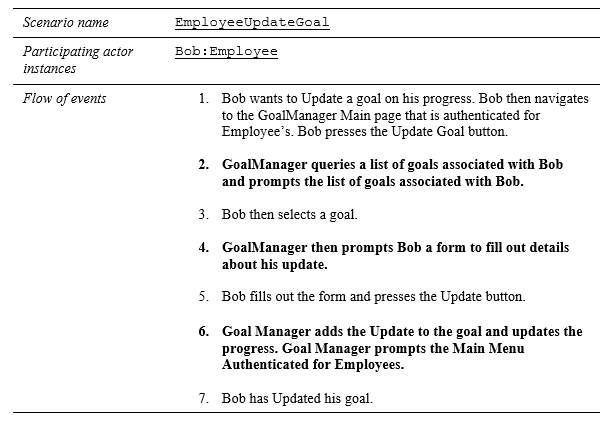 Scenario name EmployeeUpdateGoal
Participating actor Bob:Employee
instances
Flow of events 1. Bob wants to Update a goal on his progress. Bob then navigates
to the GoalManager Main page that is authenticated for
Employee's. Bob presses the Update Goal button.
2. GoalManager queries a list of goals associated with Bob
and prompts the list of goals associated with Bob.
3. Bob then selects a goal.
4. GoalManager then prompts Bob a form to fill out details
about his update.
5. Bob fills out the form and presses the Update button.
6. Goal Manager adds the Update to the goal and updates the
progress. Goal Manager prompts the Main Menu
Authenticated for Employees.
7. Bob has Updated his goal.